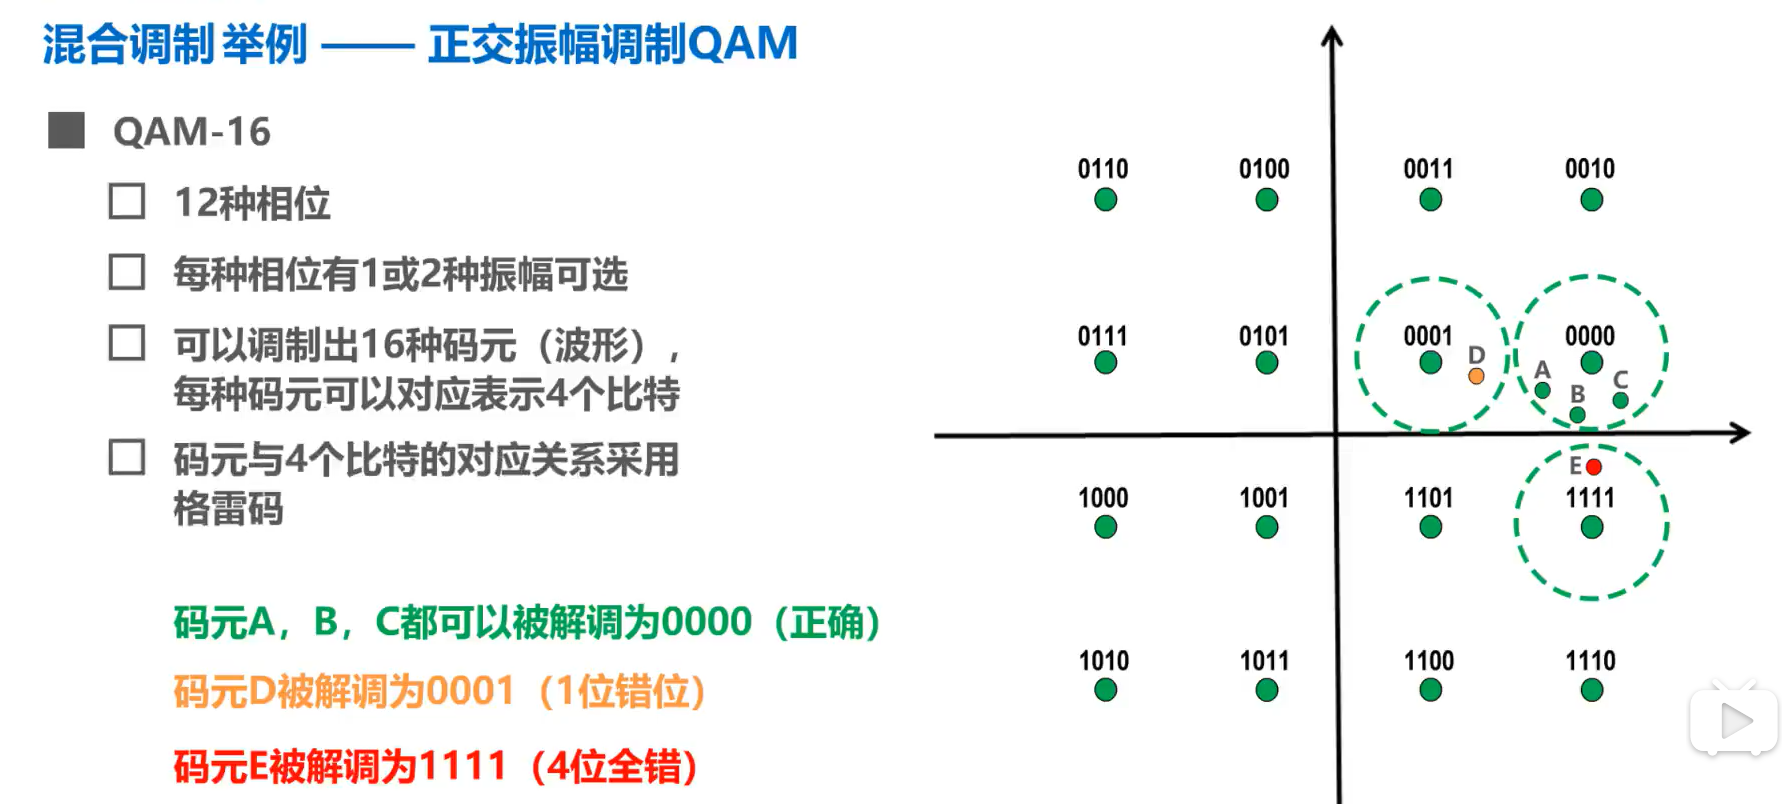 混合调制 举例 —— 正交振幅调制QAM
QAM-16
12种相位
每种相位有1或2种振幅可选
可以调制出16种码元（波形），
每种码元可以对应表示4个比特
码元与4个比特的对应关系采用
格雷码
码元A，B，C都可以被解调为0000（正确）
码元D被解调为0001（1位错位）
码元E被解调为1111（4位全错）
0110 0100 0011 0010
0111 0101 0001 0000
D A B C
E
1000 1001 1101 1111
1010 1011 1100 1110